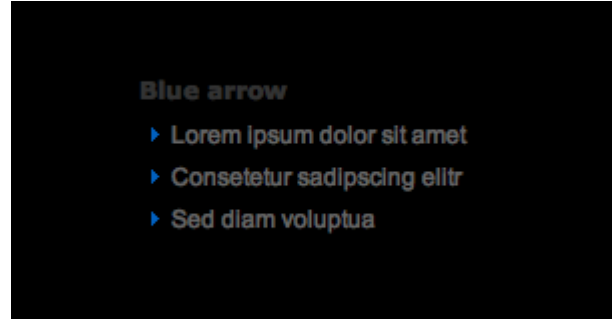 Blue arrow
Lorem ipsum dolor sit amet
Consetetur sadipscing elitr
Sed diam voluptua